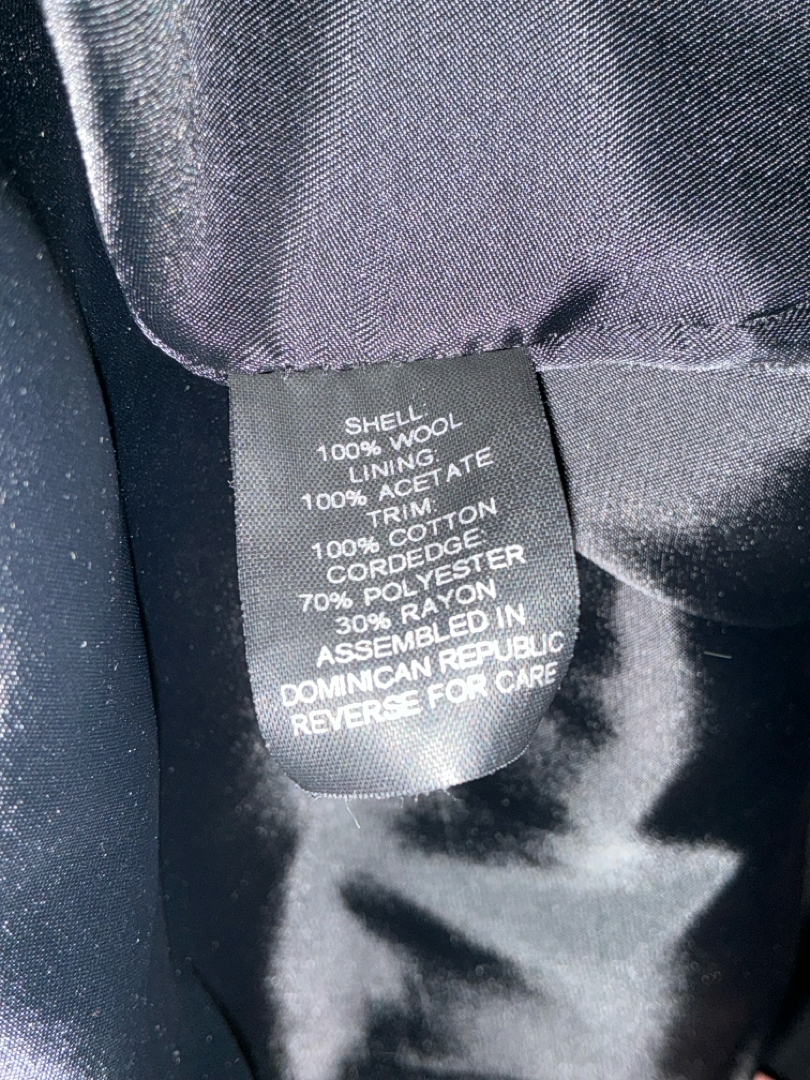 SHELL:
100% WOOL
LINING:
100% ACETATE
TRIM:
100% COTTON
CORDEDGE:
70% POLYESTER
30% RAYON
ASSEMBLED IN
DOMINICAN REPUBLIC
REVERSE FOR CARE